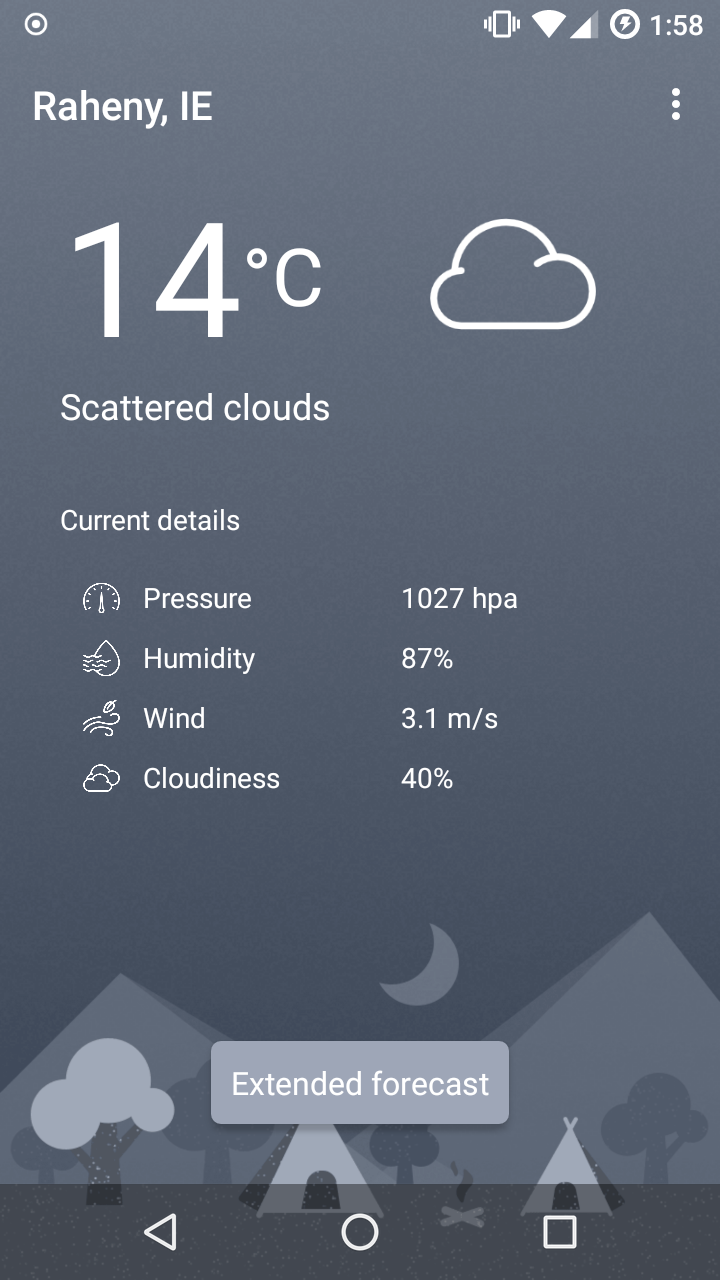 1:58
Raheny, IE
14°C
Scattered clouds
Current details
Pressure 1027 hpa
Humidity 87%
Wind 3.1 m/s
Cloudiness 40%
Extended forecast